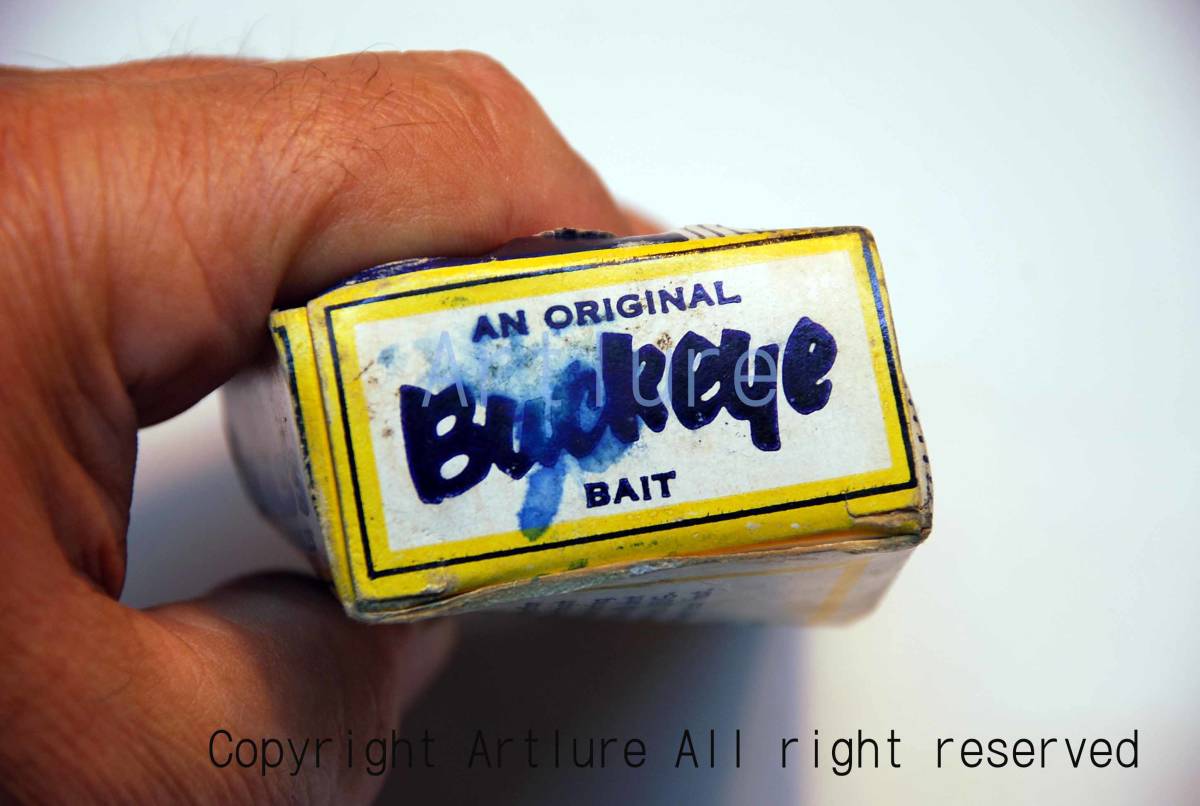 AN ORIGINAL
Buckeye
Artlure
BAIT
Copyright Artlure All right reserved